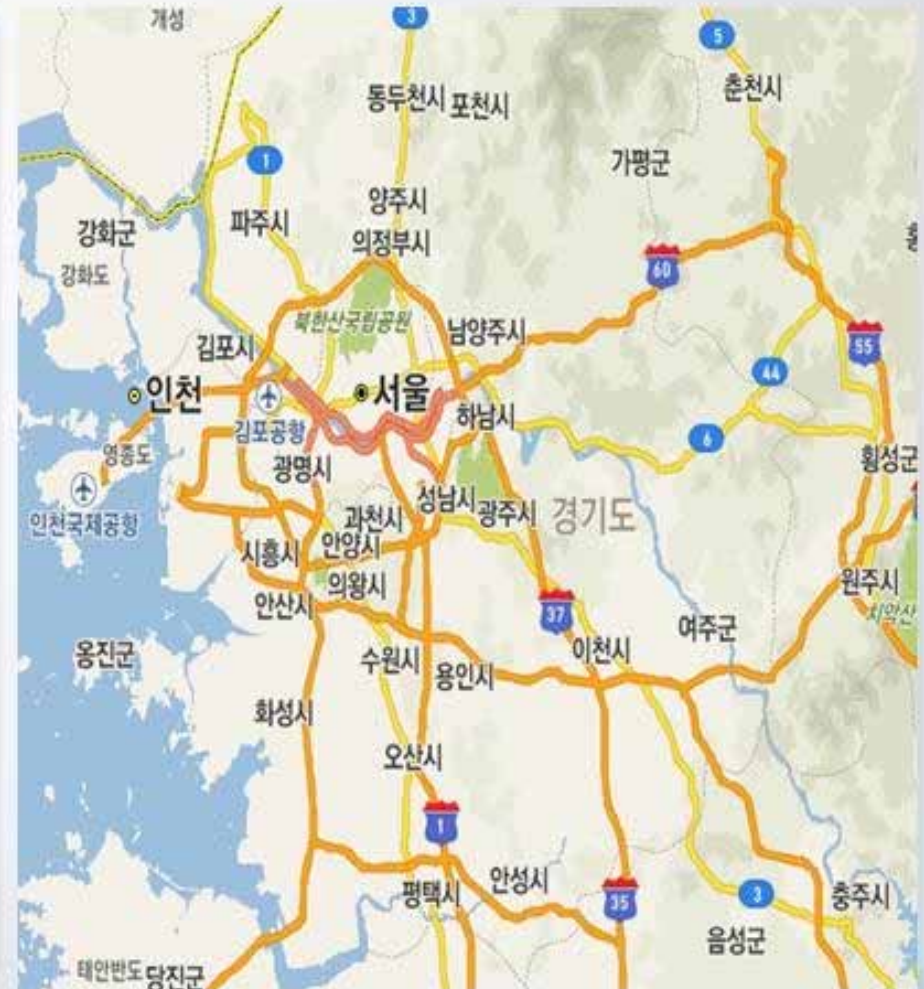 개성
3
5
동두천시
포천시
춘천시
1
가평군
양주시
파주시
강화군
의정부시
강화도
60
북한산국립공원
남양주시
김포시
55
44
인천
서울
김포공항
하남시
6
영종도
광명시
횡성군
인천국제공항
성남시
광주시
경기도
과천시
시흥시
안양시
의왕시
원주시
치악산
안산시
37
여주군
옹진군
수원시
이천시
용인시
화성시
오산시
1
안성시
평택시
35
3
충주시
음성군
태안반도
당진군